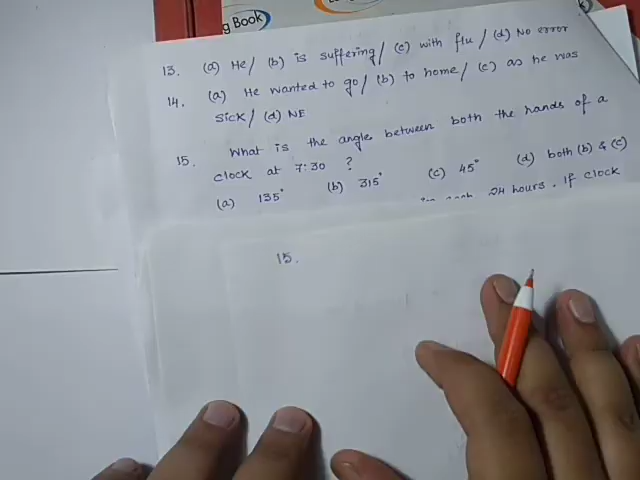 g Book
13. (a) He/ (b) is suffering/ (c) with flu / (d) No error
14. (a) He wanted to go/ (b) to home/ (c) as he was
sick/ (d) NE
15. What is the angle between both the hands of a
clock at 7:30 ?
(a) 135° (b) 315° (c) 45° (d) both (b) & (c)
24 hours. If clock
15.